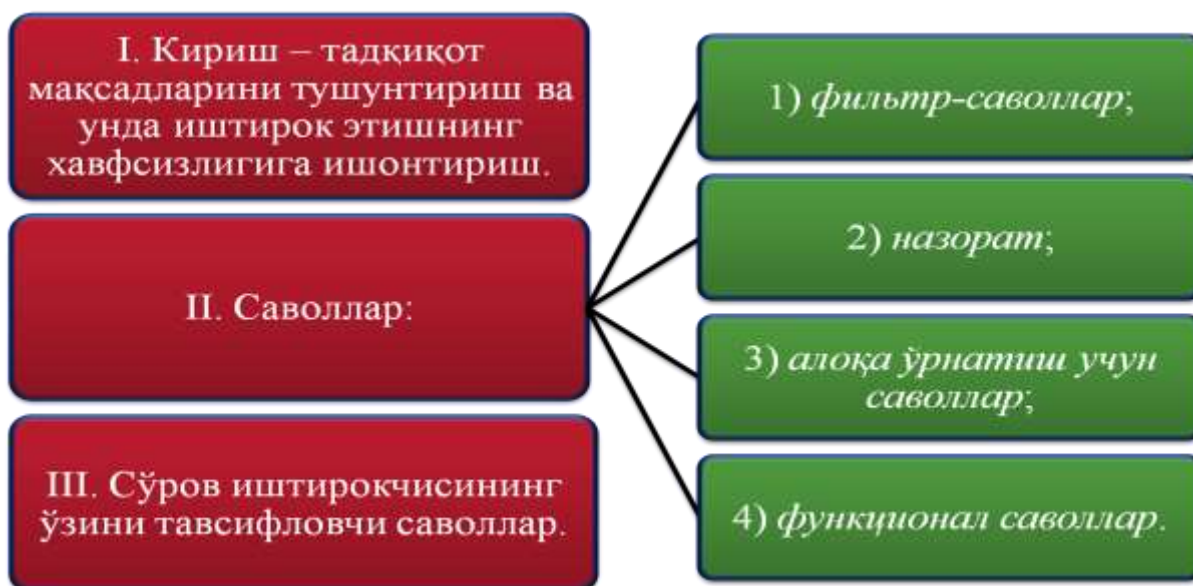 I. Кириш – тадқиқот
мақсадларини тушунтириш ва
унда иштирок этишнинг
хавфсизлигига ишонтириш.
II. Саволлар:
III. Сўров иштирокчисининг
ўзини тавсифловчи саволлар.
1) фильтр-саволлар;
2) назорат;
3) алоқа ўрнатиш учун
саволлар;
4) функционал саволлар.